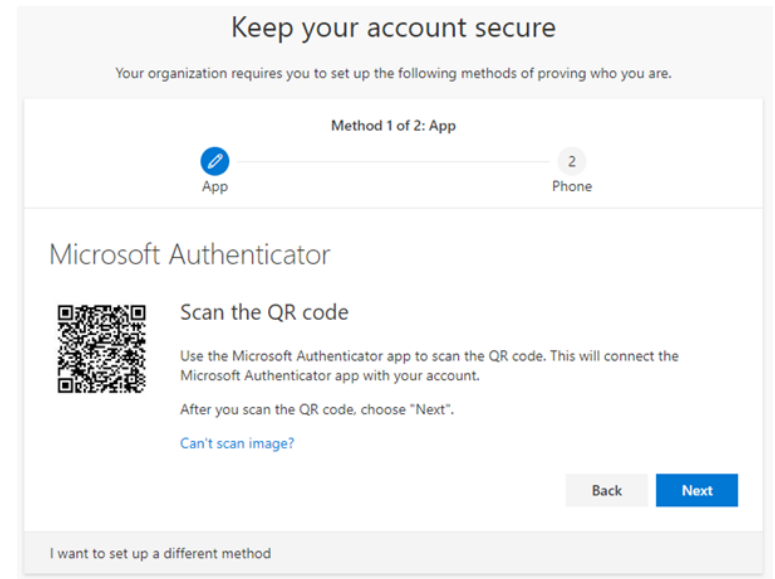 Keep your account secure
Your organization requires you to set up the following methods of proving who you are.
Method 1 of 2: App
App
2
Phone
Microsoft Authenticator
Scan the QR code
Use the Microsoft Authenticator app to scan the QR code. This will connect the
Microsoft Authenticator app with your account.
After you scan the QR code, choose "Next".
Can't scan image?
Back
Next
I want to set up a different method